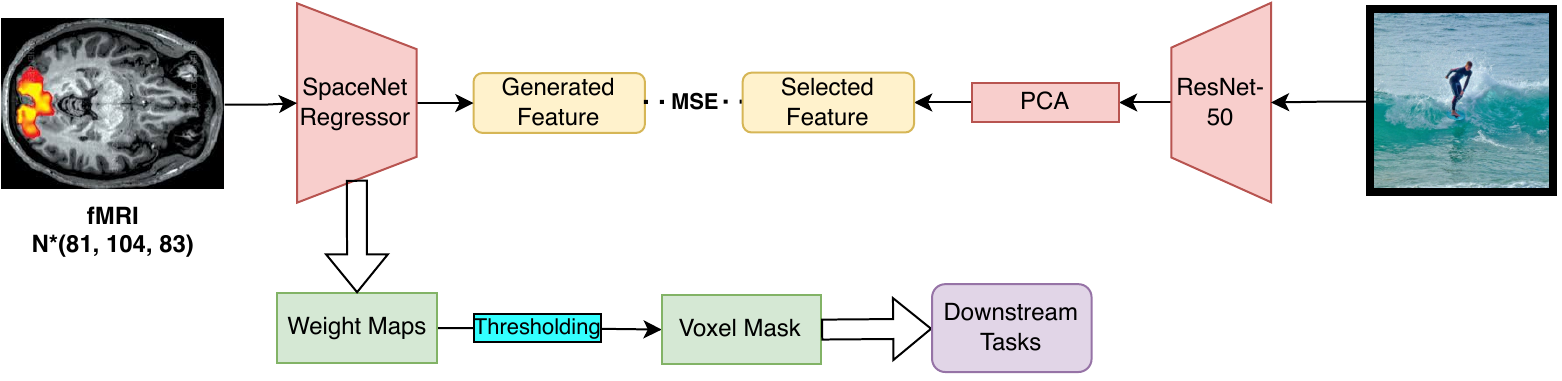 SpaceNet
Regressor
Generated
Feature
MSE
Selected
Feature
PCA
ResNet-
50
fMRI
N*(81, 104, 83)
Weight Maps
Thresholding
Voxel Mask
Downstream
Tasks